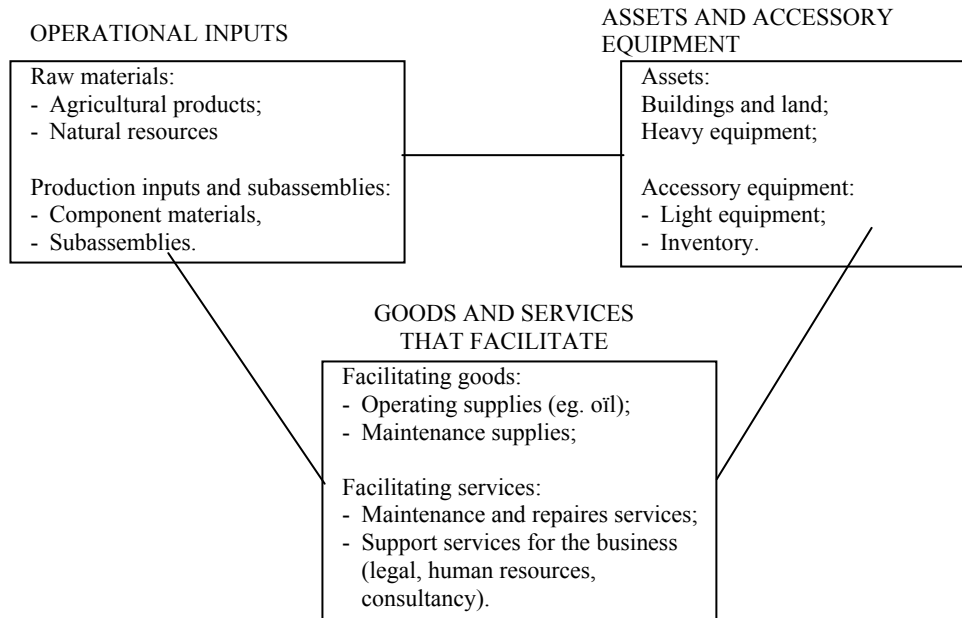 OPERATIONAL INPUTS
Raw materials:
- Agricultural products;
- Natural resources
Production inputs and subassemblies:
- Component materials,
- Subassemblies.
ASSETS AND ACCESSORY
EQUIPMENT
Assets:
Buildings and land;
Heavy equipment;
Accessory equipment:
- Light equipment;
- Inventory.
GOODS AND SERVICES
THAT FACILITATE
Facilitating goods:
- Operating supplies (eg. oïl);
- Maintenance supplies;
Facilitating services:
- Maintenance and repaires services;
- Support services for the business
(legal, human resources,
consultancy).